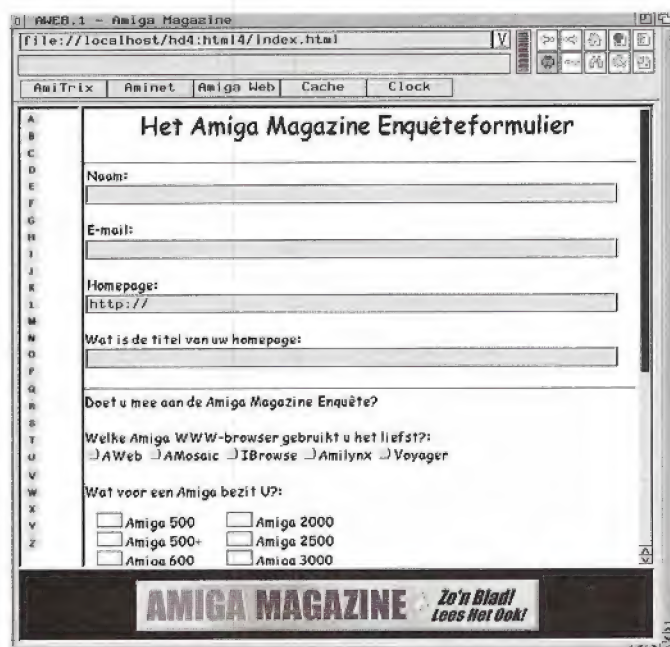 AWEB.1 - Amiga Magazine
file://localhost/hd4:html4/index.html V
AmiTrix Aminet Amiga Web Cache Clock
A
B
C
D
E
F
G
H
I
J
K
L
M
N
O
P
Q
R
S
T
U
V
W
X
Y
Z
Het Amiga Magazine Enquêteformulier
Naam:
E-mail:
Homepage:
http://
Wat is de titel van uw homepage:
Doet u mee aan de Amiga Magazine Enquête?
Welke Amiga WWW-browser gebruikt u het liefst?:
AWeb AMosaic IBrowse Amilynx Voyager
Wat voor een Amiga bezit U?:
Amiga 500 Amiga 2000
Amiga 500+ Amiga 2500
Amiga 600 Amiga 3000
AMIGA MAGAZINE Zo'n Blad!
Lees Het Ook!